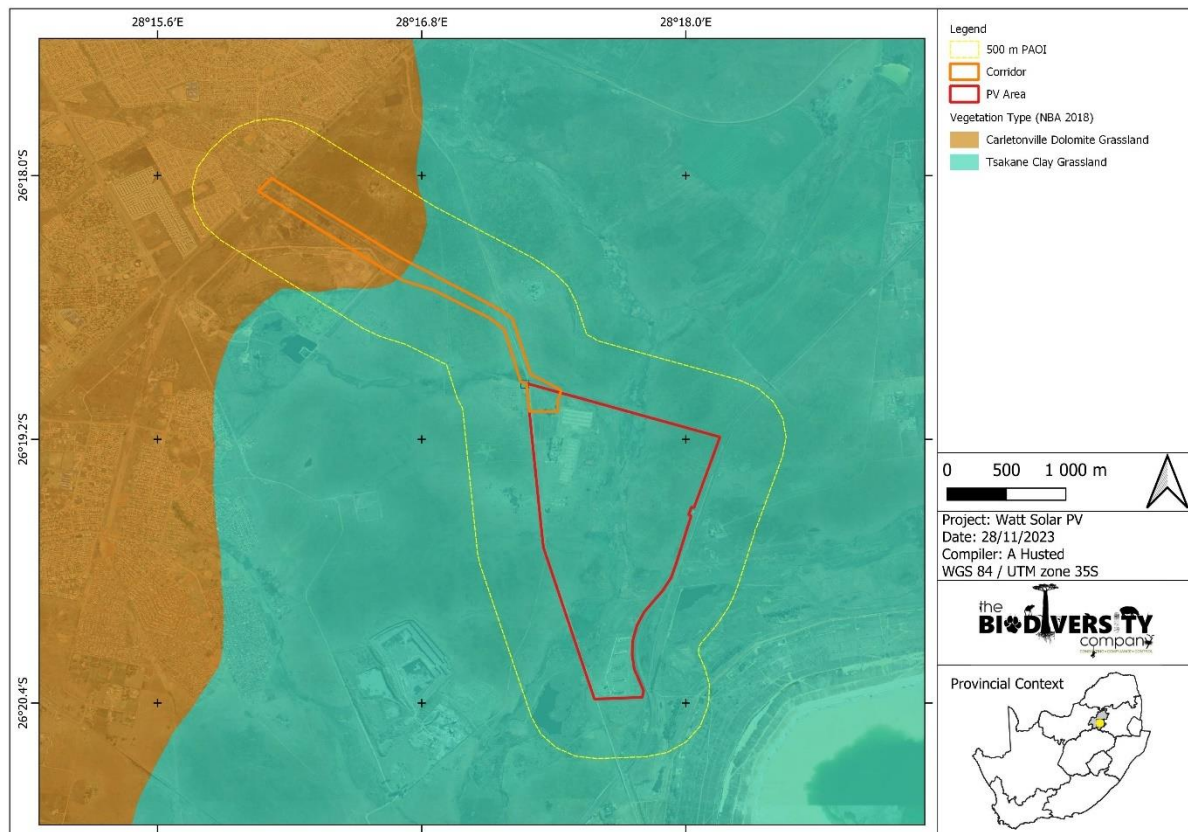 28°15.6'E
28°16.8'E
28°18.0'E
26°18.0'S
26°19.2'S
26°20.4'S
Legend
500 m PAOI
Corridor
PV Area
Vegetation Type (NBA 2018)
Carletonville Dolomite Grassland
Tsakane Clay Grassland
0 500 1 000 m
Project: Watt Solar PV
Date: 28/11/2023
Compiler: A Husted
WGS 84 / UTM zone 35S
the
BIODIVERSITY
company
Provincial Context